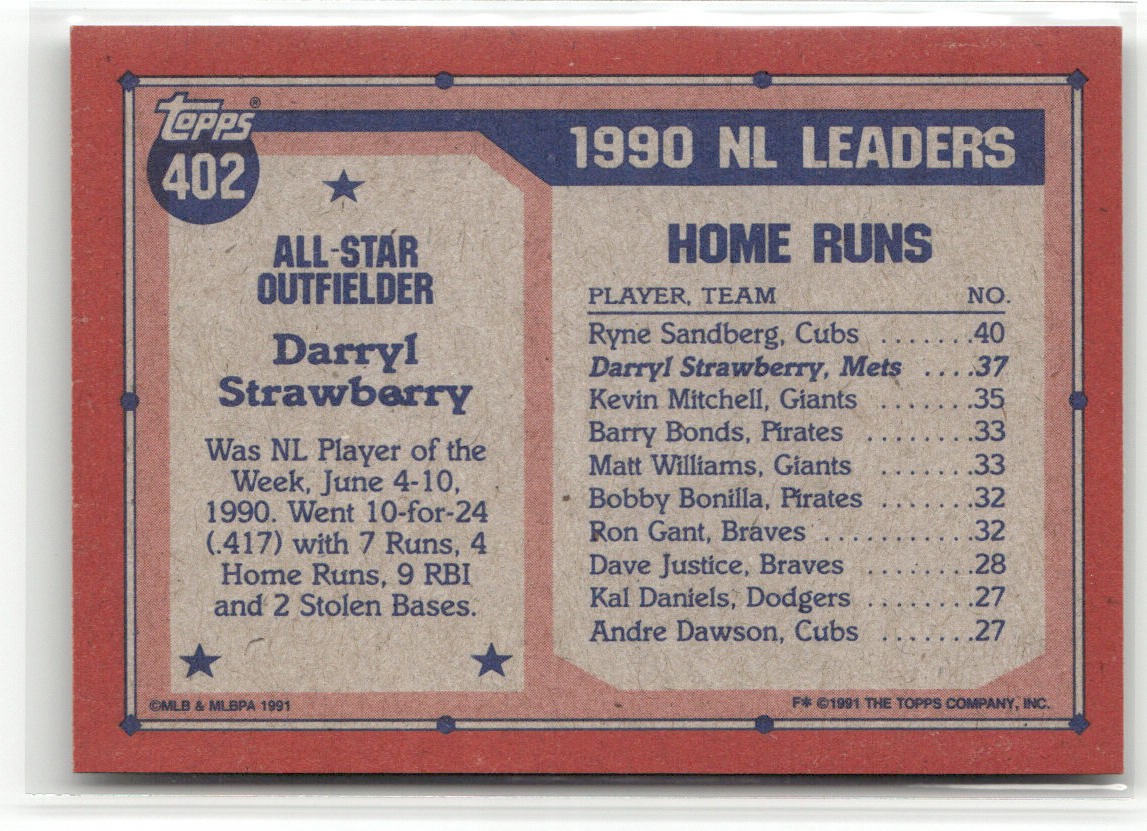 topps®
402
ALL-STAR
OUTFIELDER
Darryl
Strawberry
Was NL Player of the
Week, June 4-10,
1990. Went 10-for-24
(.417) with 7 Runs, 4
Home Runs, 9 RBI
and 2 Stolen Bases.
©MLB & MLBPA 1991
1990 NL LEADERS
HOME RUNS
PLAYER, TEAM NO.
Ryne Sandberg, Cubs .......40
Darryl Strawberry, Mets ....37
Kevin Mitchell, Giants .......35
Barry Bonds, Pirates ........33
Matt Williams, Giants .......33
Bobby Bonilla, Pirates .......32
Ron Gant, Braves ...........32
Dave Justice, Braves ........28
Kal Daniels, Dodgers ........27
Andre Dawson, Cubs .......27
F* ©1991 THE TOPPS COMPANY, INC.